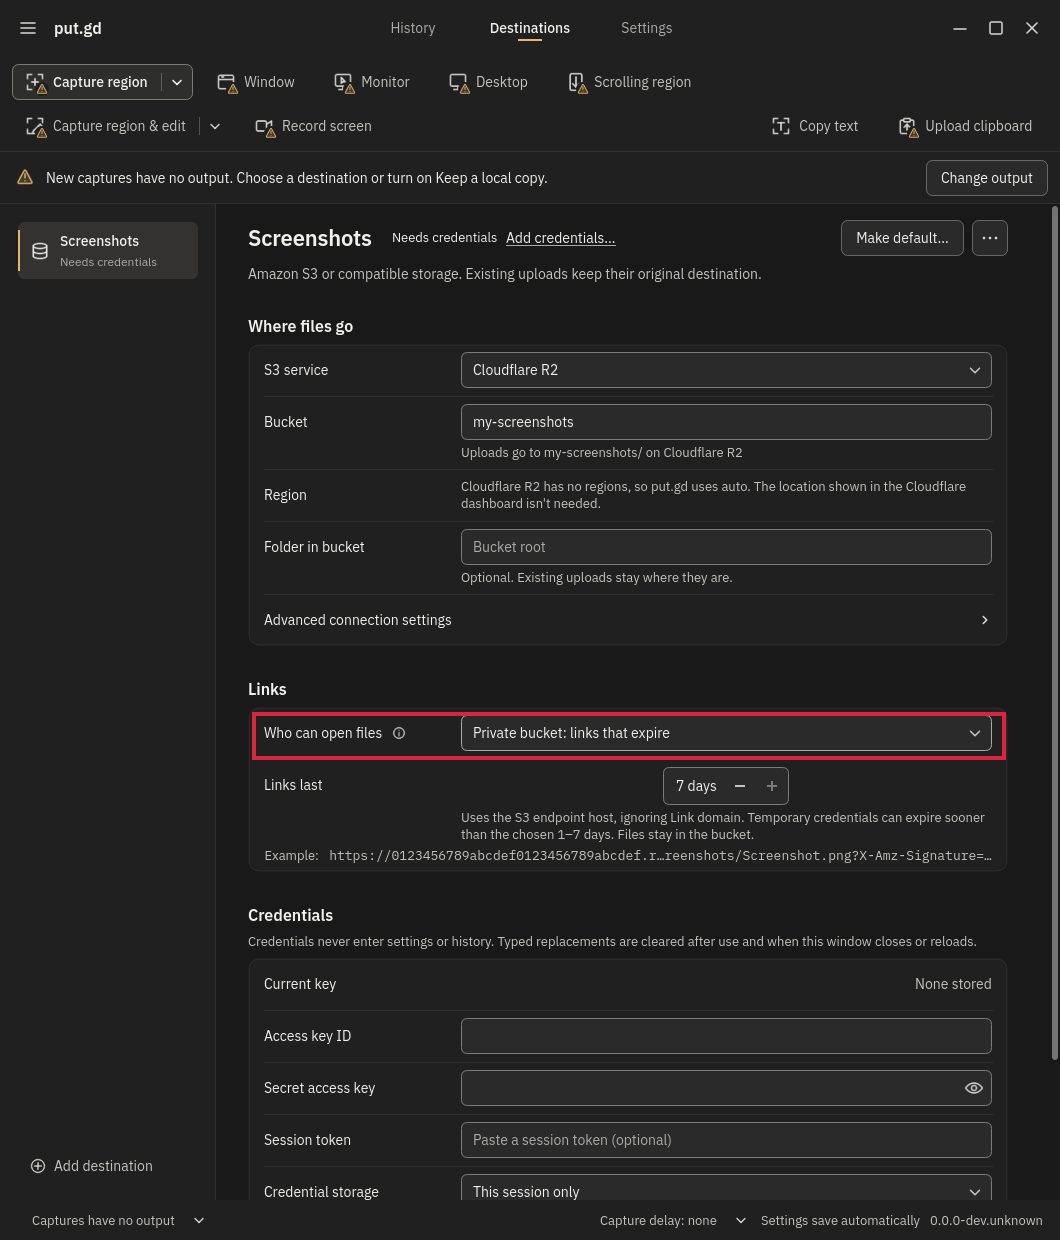 put.gd
History
Destinations
Settings
Capture region
Window
Monitor
Desktop
Scrolling region
Capture region & edit
Record screen
Copy text
Upload clipboard
New captures have no output. Choose a destination or turn on Keep a local copy.
Change output
Screenshots
Needs credentials
Screenshots
Needs credentials
Add credentials...
Make default...
Amazon S3 or compatible storage. Existing uploads keep their original destination.
Where files go
S3 service
Cloudflare R2
Bucket
my-screenshots
Uploads go to my-screenshots/ on Cloudflare R2
Region
Cloudflare R2 has no regions, so put.gd uses auto. The location shown in the Cloudflare
dashboard isn't needed.
Folder in bucket
Bucket root
Optional. Existing uploads stay where they are.
Advanced connection settings
Links
Who can open files
Private bucket: links that expire
Links last
7 days
Uses the S3 endpoint host, ignoring Link domain. Temporary credentials can expire sooner
than the chosen 1–7 days. Files stay in the bucket.
Example: https://0123456789abcdef0123456789abcdef.r…reenshots/Screenshot.png?X-Amz-Signature=…
Credentials
Credentials never enter settings or history. Typed replacements are cleared after use and when this window closes or reloads.
Current key
None stored
Access key ID
Secret access key
Session token
Paste a session token (optional)
Credential storage
This session only
Add destination
Captures have no output
Capture delay: none
Settings save automatically
0.0.0-dev.unknown